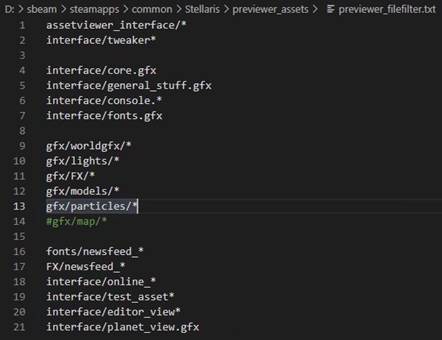 D: > sbeam > steamapps > common > Stellaris > previewer_assets > previewer_filefilter.txt
1 assetviewer_interface/*
2 interface/tweaker*
3
4 interface/core.gfx
5 interface/general_stuff.gfx
6 interface/console.*
7 interface/fonts.gfx
8
9 gfx/worldgfx/*
10 gfx/lights/*
11 gfx/FX/*
12 gfx/models/*
13 gfx/particles/*
14 #gfx/map/*
15
16 fonts/newsfeed_*
17 FX/newsfeed_*
18 interface/online_*
19 interface/test_asset*
20 interface/editor_view*
21 interface/planet_view.gfx